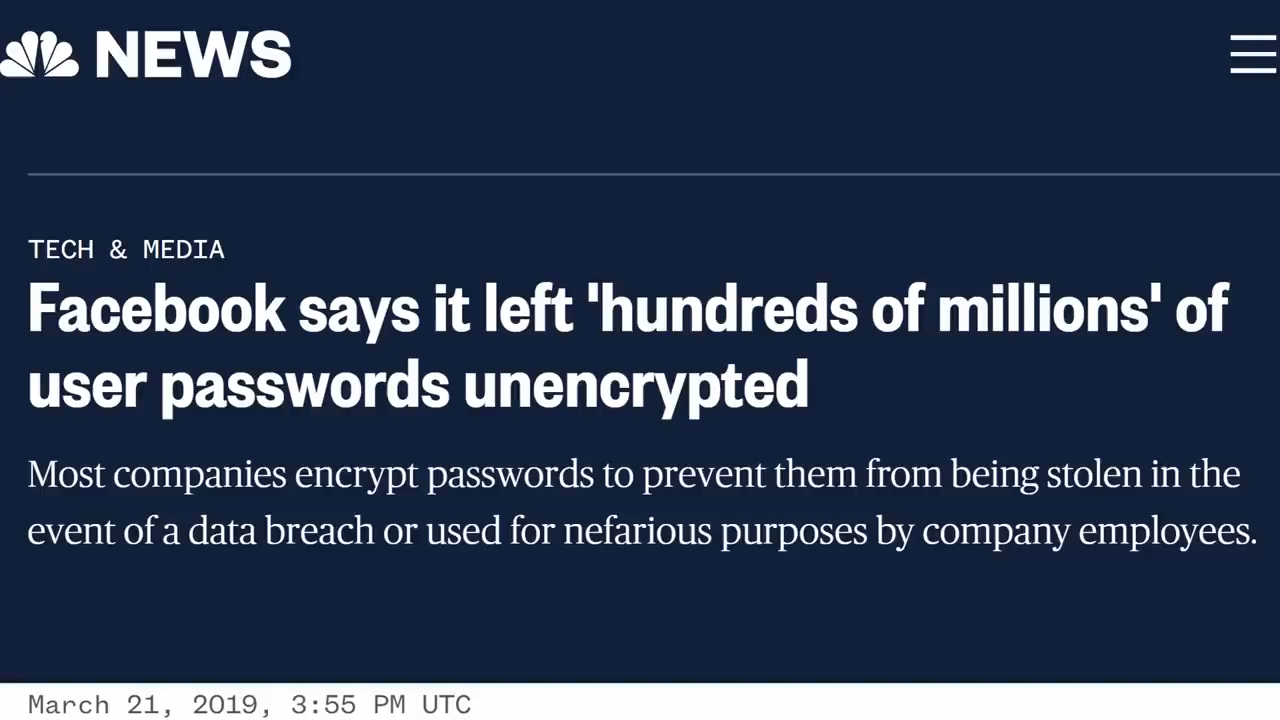 NEWS
TECH & MEDIA
Facebook says it left 'hundreds of millions' of
user passwords unencrypted
Most companies encrypt passwords to prevent them from being stolen in the
event of a data breach or used for nefarious purposes by company employees.
March 21, 2019, 3:55 PM UTC